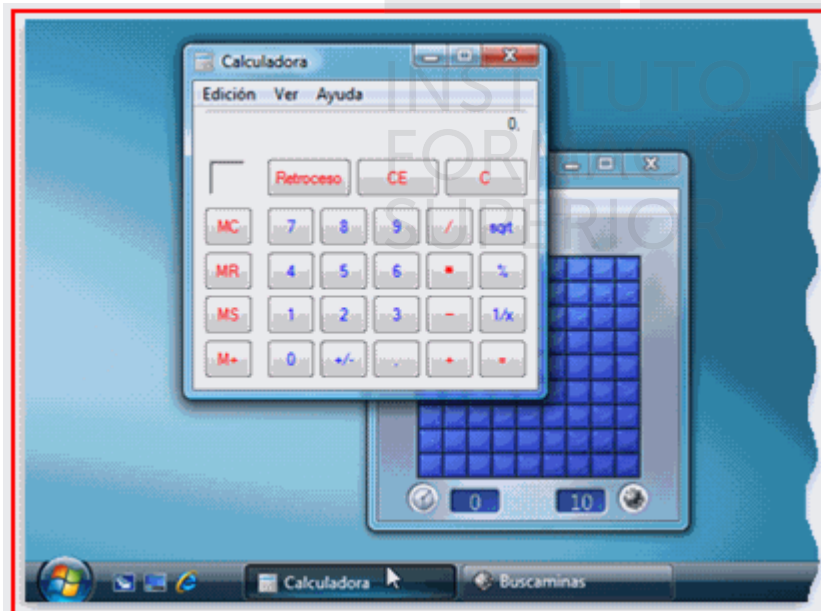 Calculadora
Edición Ver Ayuda
0,
Retroceso CE C
MC 7 8 9 / sqrt
MR 4 5 6 * %
MS 1 2 3 - 1/x
M+ 0 +/- , + =
INSTITUTO D
FORMACIÓN
SUPERIOR
0 10
Calculadora Buscaminas